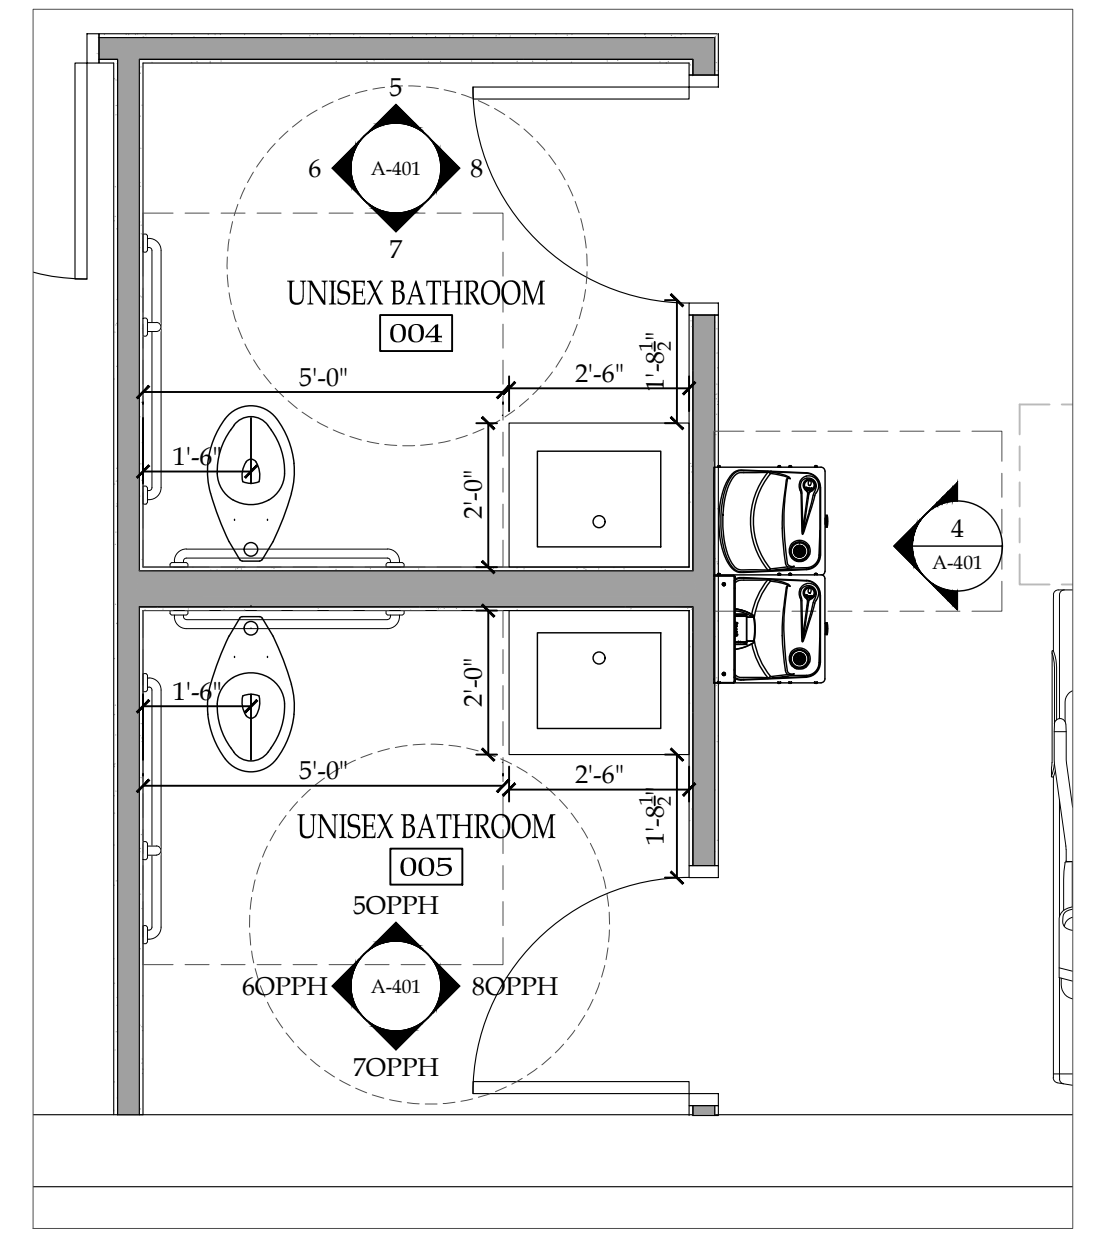 5
6 A-401 8
7
UNISEX BATHROOM
004
1'-8½"
5'-0" 2'-6"
1'-6"
2'-0"
4
A-401
2'-0"
1'-6"
5'-0" 2'-6"
1'-8½"
UNISEX BATHROOM
005
5OPPH
6OPPH A-401 8OPPH
7OPPH